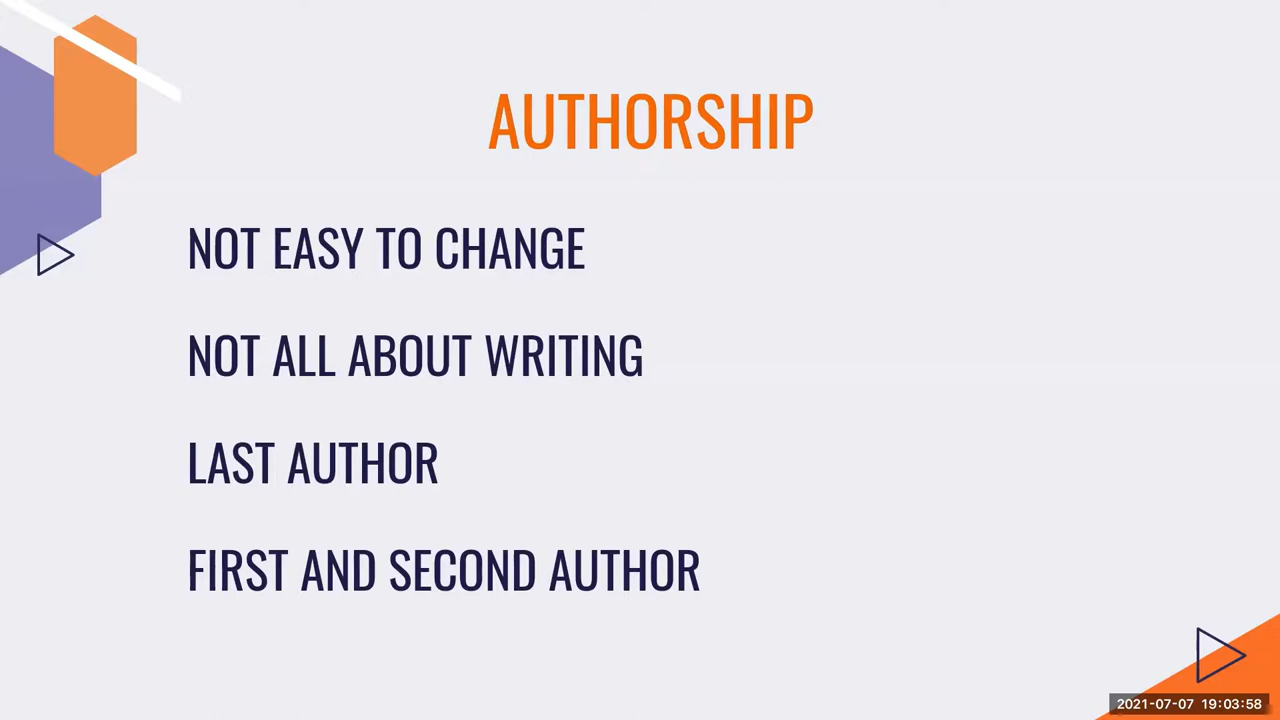 AUTHORSHIP
NOT EASY TO CHANGE
NOT ALL ABOUT WRITING
LAST AUTHOR
FIRST AND SECOND AUTHOR
2021-07-07 19:03:58